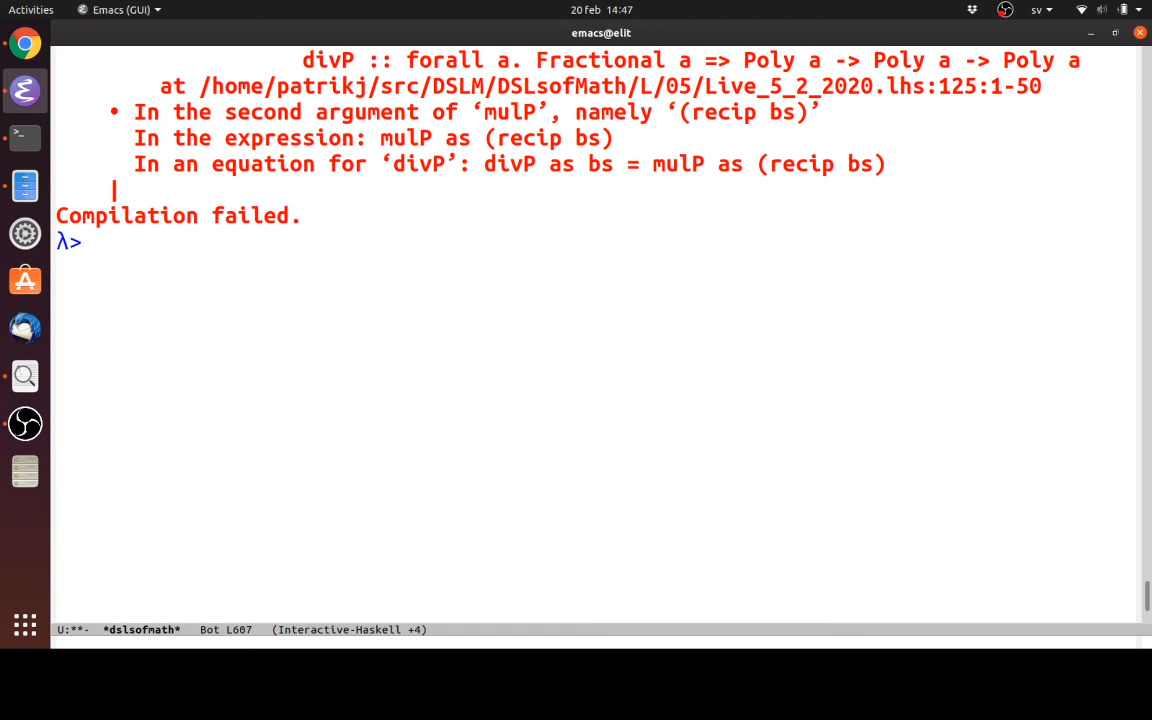 Activities Emacs (GUI) 20 feb 14:47 sv
emacs@elit
divP :: forall a. Fractional a => Poly a -> Poly a -> Poly a
at /home/patrikj/src/DSLM/DSLsofMath/L/05/Live_5_2_2020.lhs:125:1-50
• In the second argument of ‘mulP’, namely ‘(recip bs)’
In the expression: mulP as (recip bs)
In an equation for ‘divP’: divP as bs = mulP as (recip bs)
|
Compilation failed.
λ>
U:**- *dslsofmath* Bot L607 (Interactive-Haskell +4)